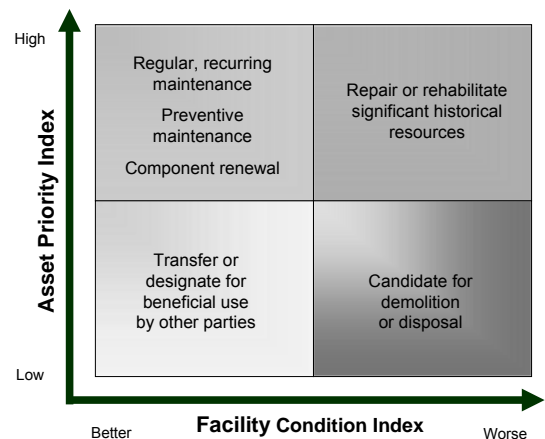 High
Asset Priority Index
Regular, recurring
maintenance
Preventive
maintenance
Component renewal
Repair or rehabilitate
significant historical
resources
Transfer or
designate for
beneficial use
by other parties
Candidate for
demolition
or disposal
Low
Better
Facility Condition Index
Worse